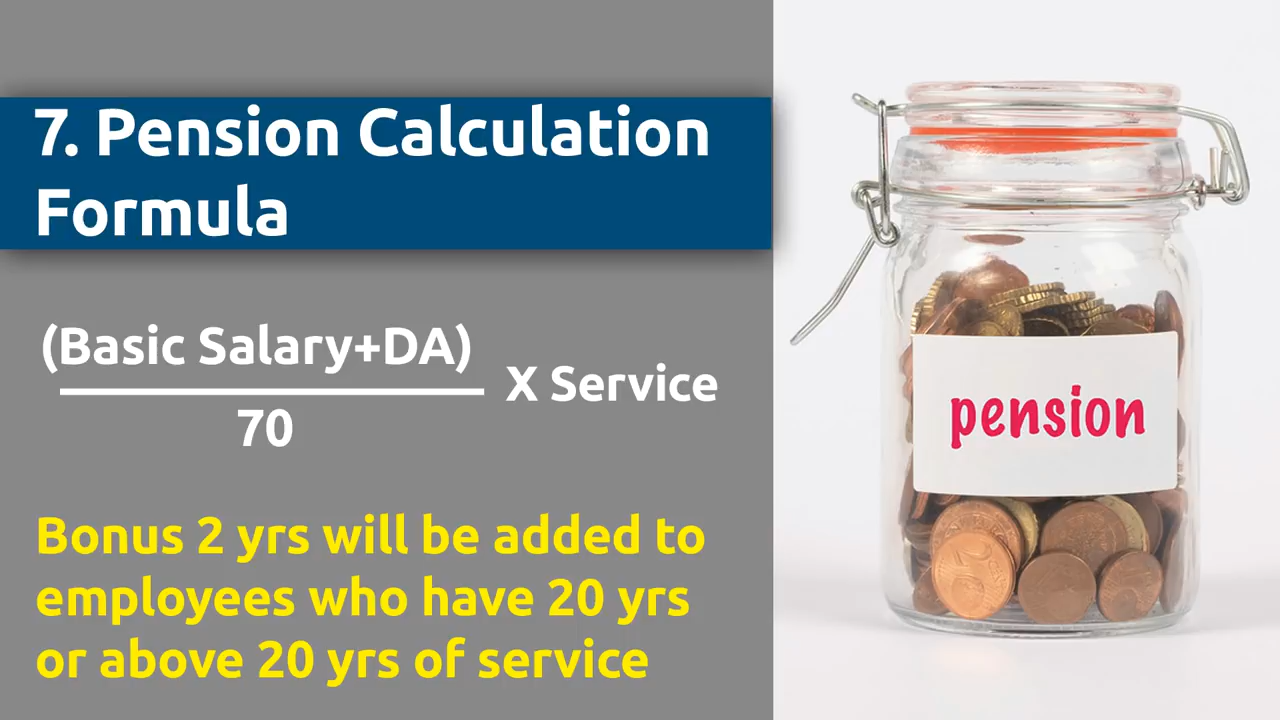 7. Pension Calculation
Formula
(Basic Salary+DA)
70
X Service
Bonus 2 yrs will be added to
employees who have 20 yrs
or above 20 yrs of service
pension